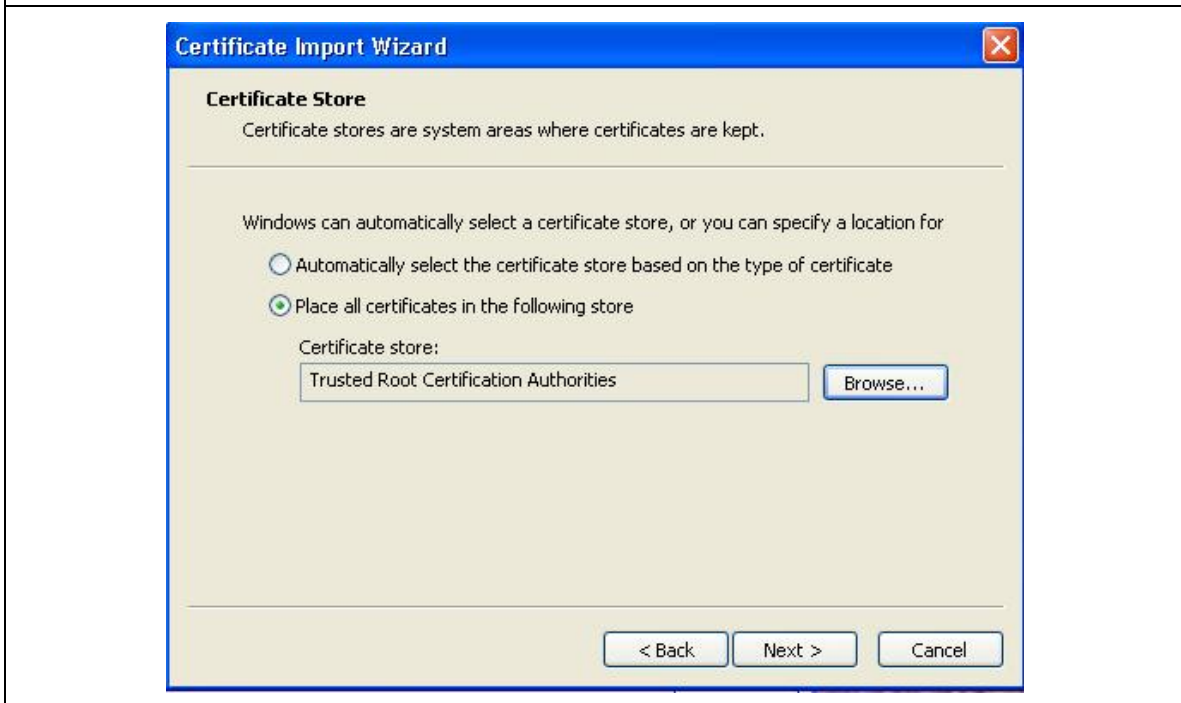 Certificate Import Wizard
Certificate Store
Certificate stores are system areas where certificates are kept.
Windows can automatically select a certificate store, or you can specify a location for
Automatically select the certificate store based on the type of certificate
Place all certificates in the following store
Certificate store:
Trusted Root Certification Authorities
Browse...
< Back Next > Cancel